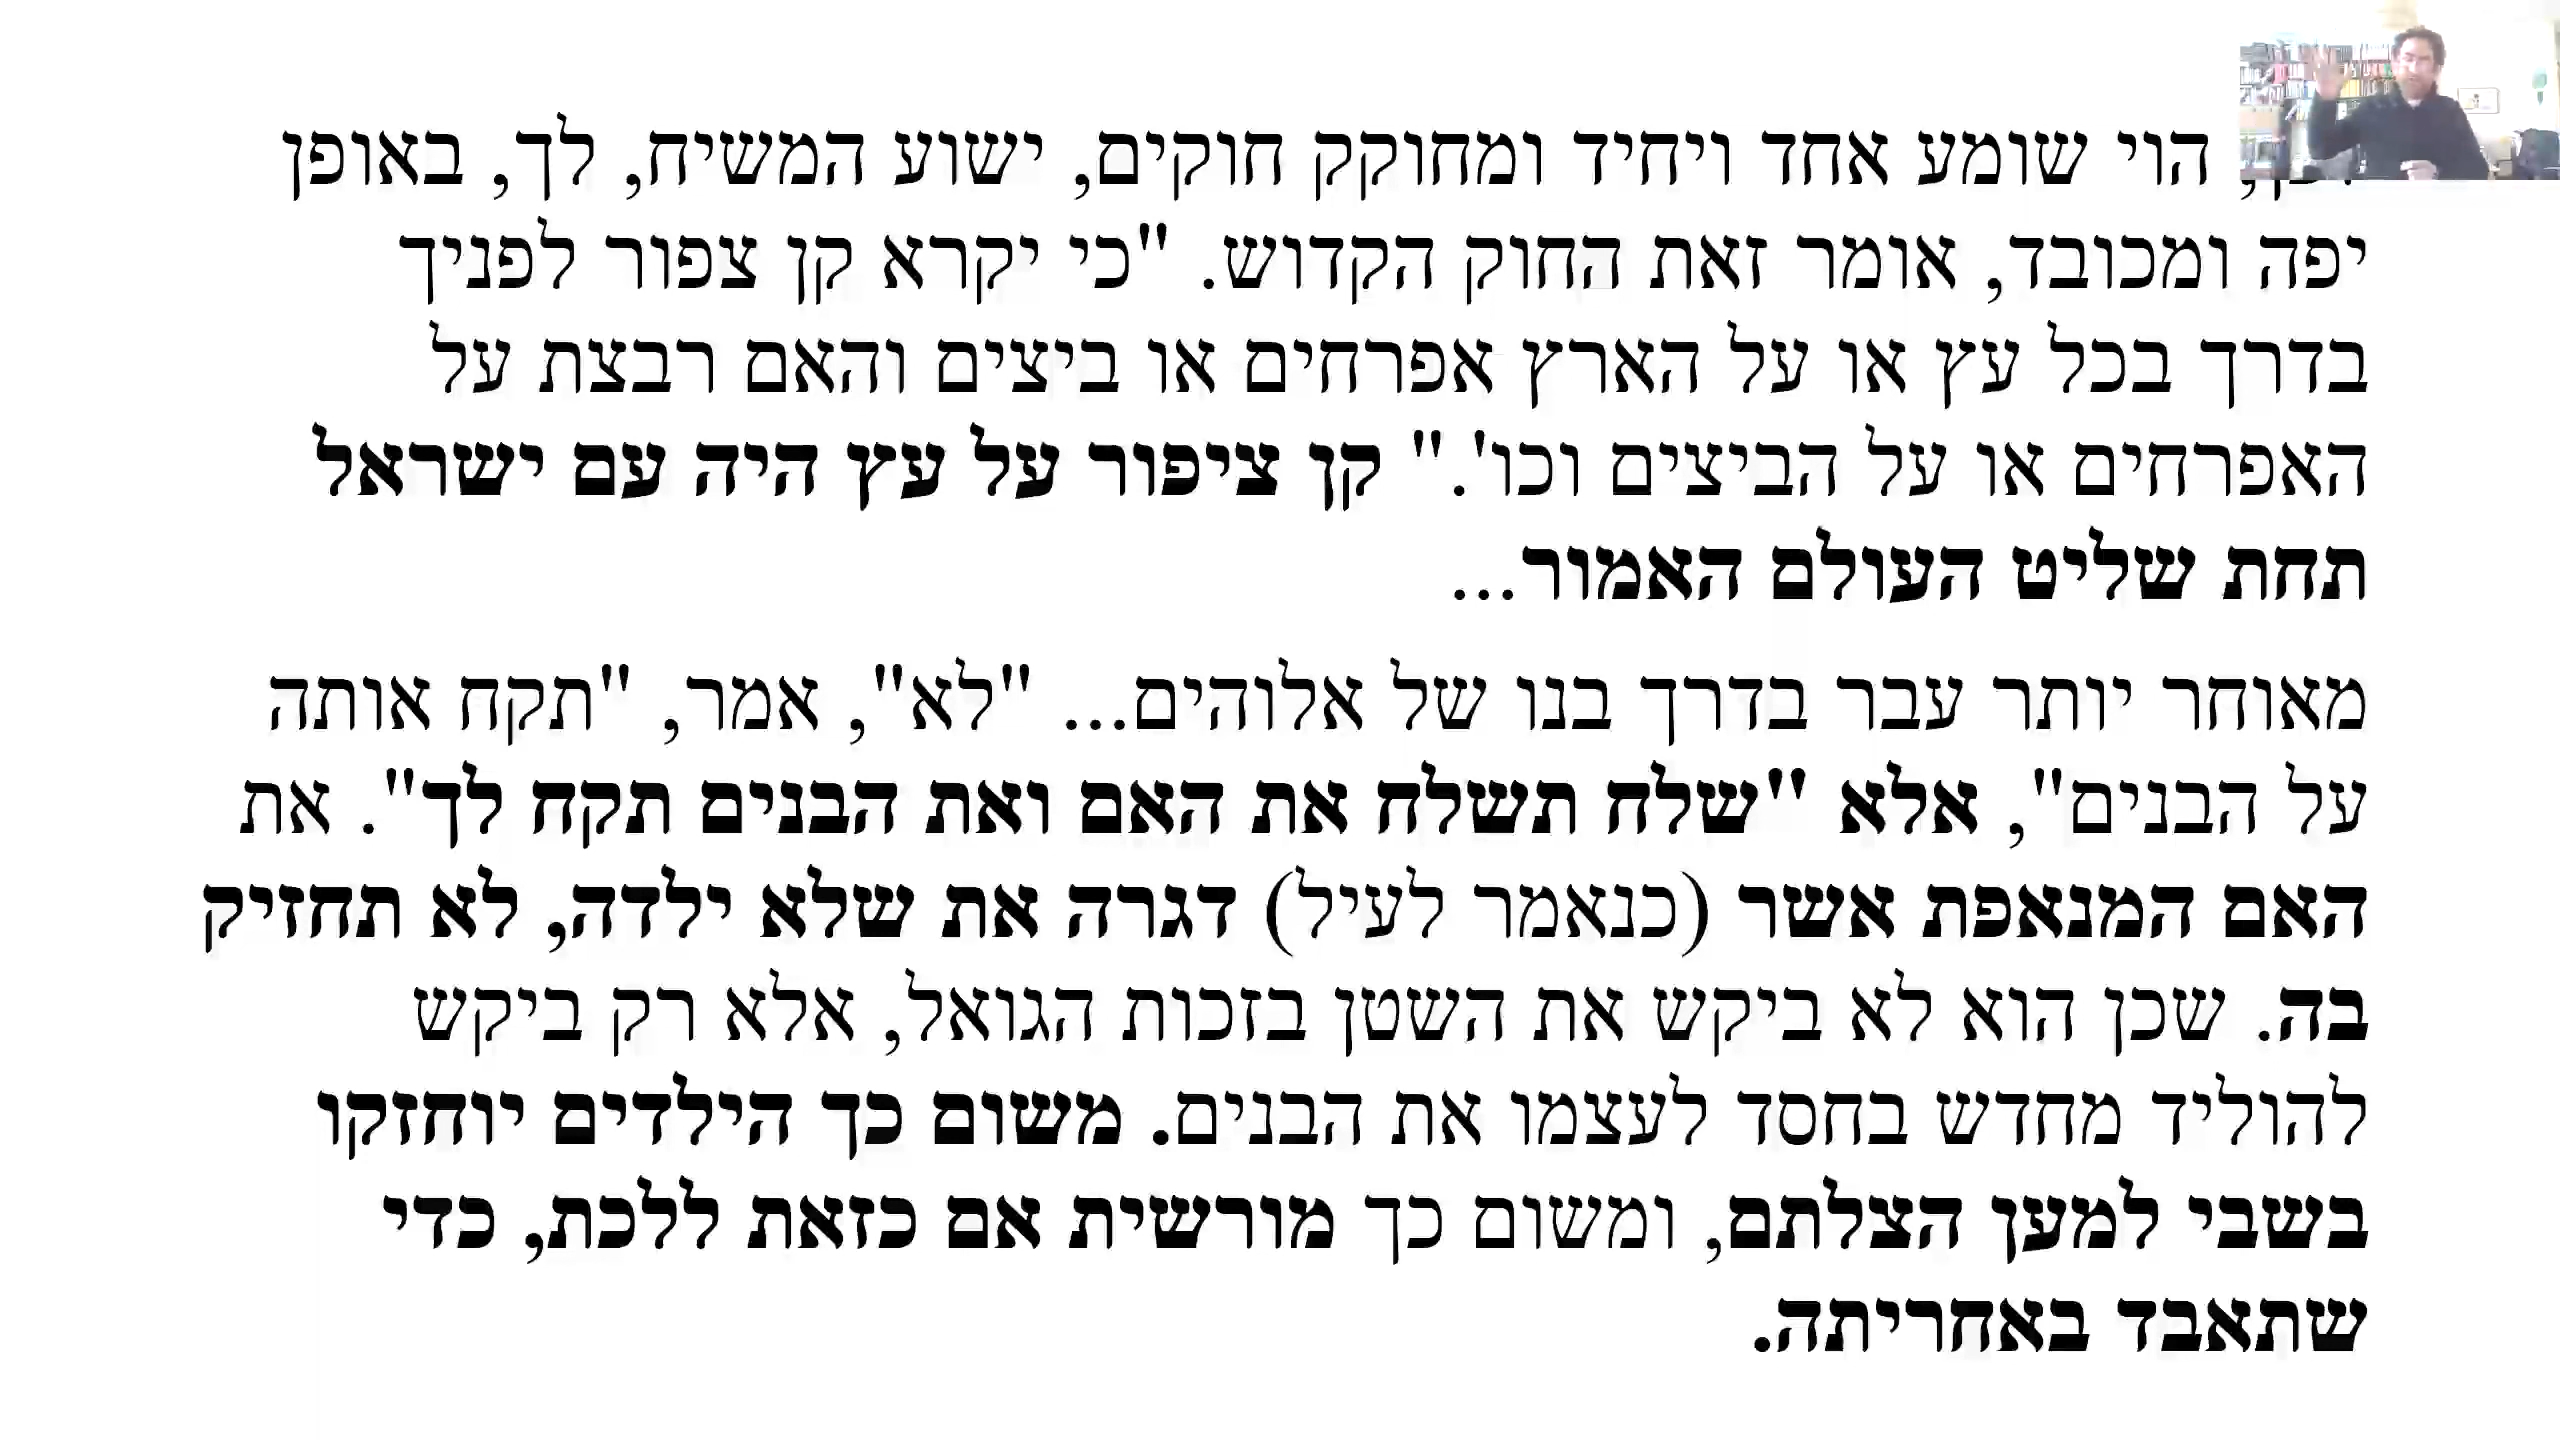 הוי שומע אחד ויחיד ומחוקק חוקים, ישוע המשיח, לך, באופן
יפה ומכובד, אומר זאת החוק הקדוש. "כי יקרא קן צפור לפניך
בדרך בכל עץ או על הארץ אפרחים או ביצים והאם רבצת על
האפרחים או על הביצים וכו'." קן ציפור על עץ היה עם ישראל
תחת שליט העולם האמור...
מאוחר יותר עבר בדרך בנו של אלוהים... "לא", אמר, "תקח אותה
על הבנים", אלא "שלח תשלח את האם ואת הבנים תקח לך". את
האם המנאפת אשר (כנאמר לעיל) דגרה את שלא ילדה, לא תחזיק
בה. שכן הוא לא ביקש את השטן בזכות הגואל, אלא רק ביקש
להוליד מחדש בחסד לעצמו את הבנים. משום כך הילדים יוחזקו
בשבי למען הצלתם, ומשום כך מורשית אם כזאת ללכת, כדי
שתאבד באחריתה.